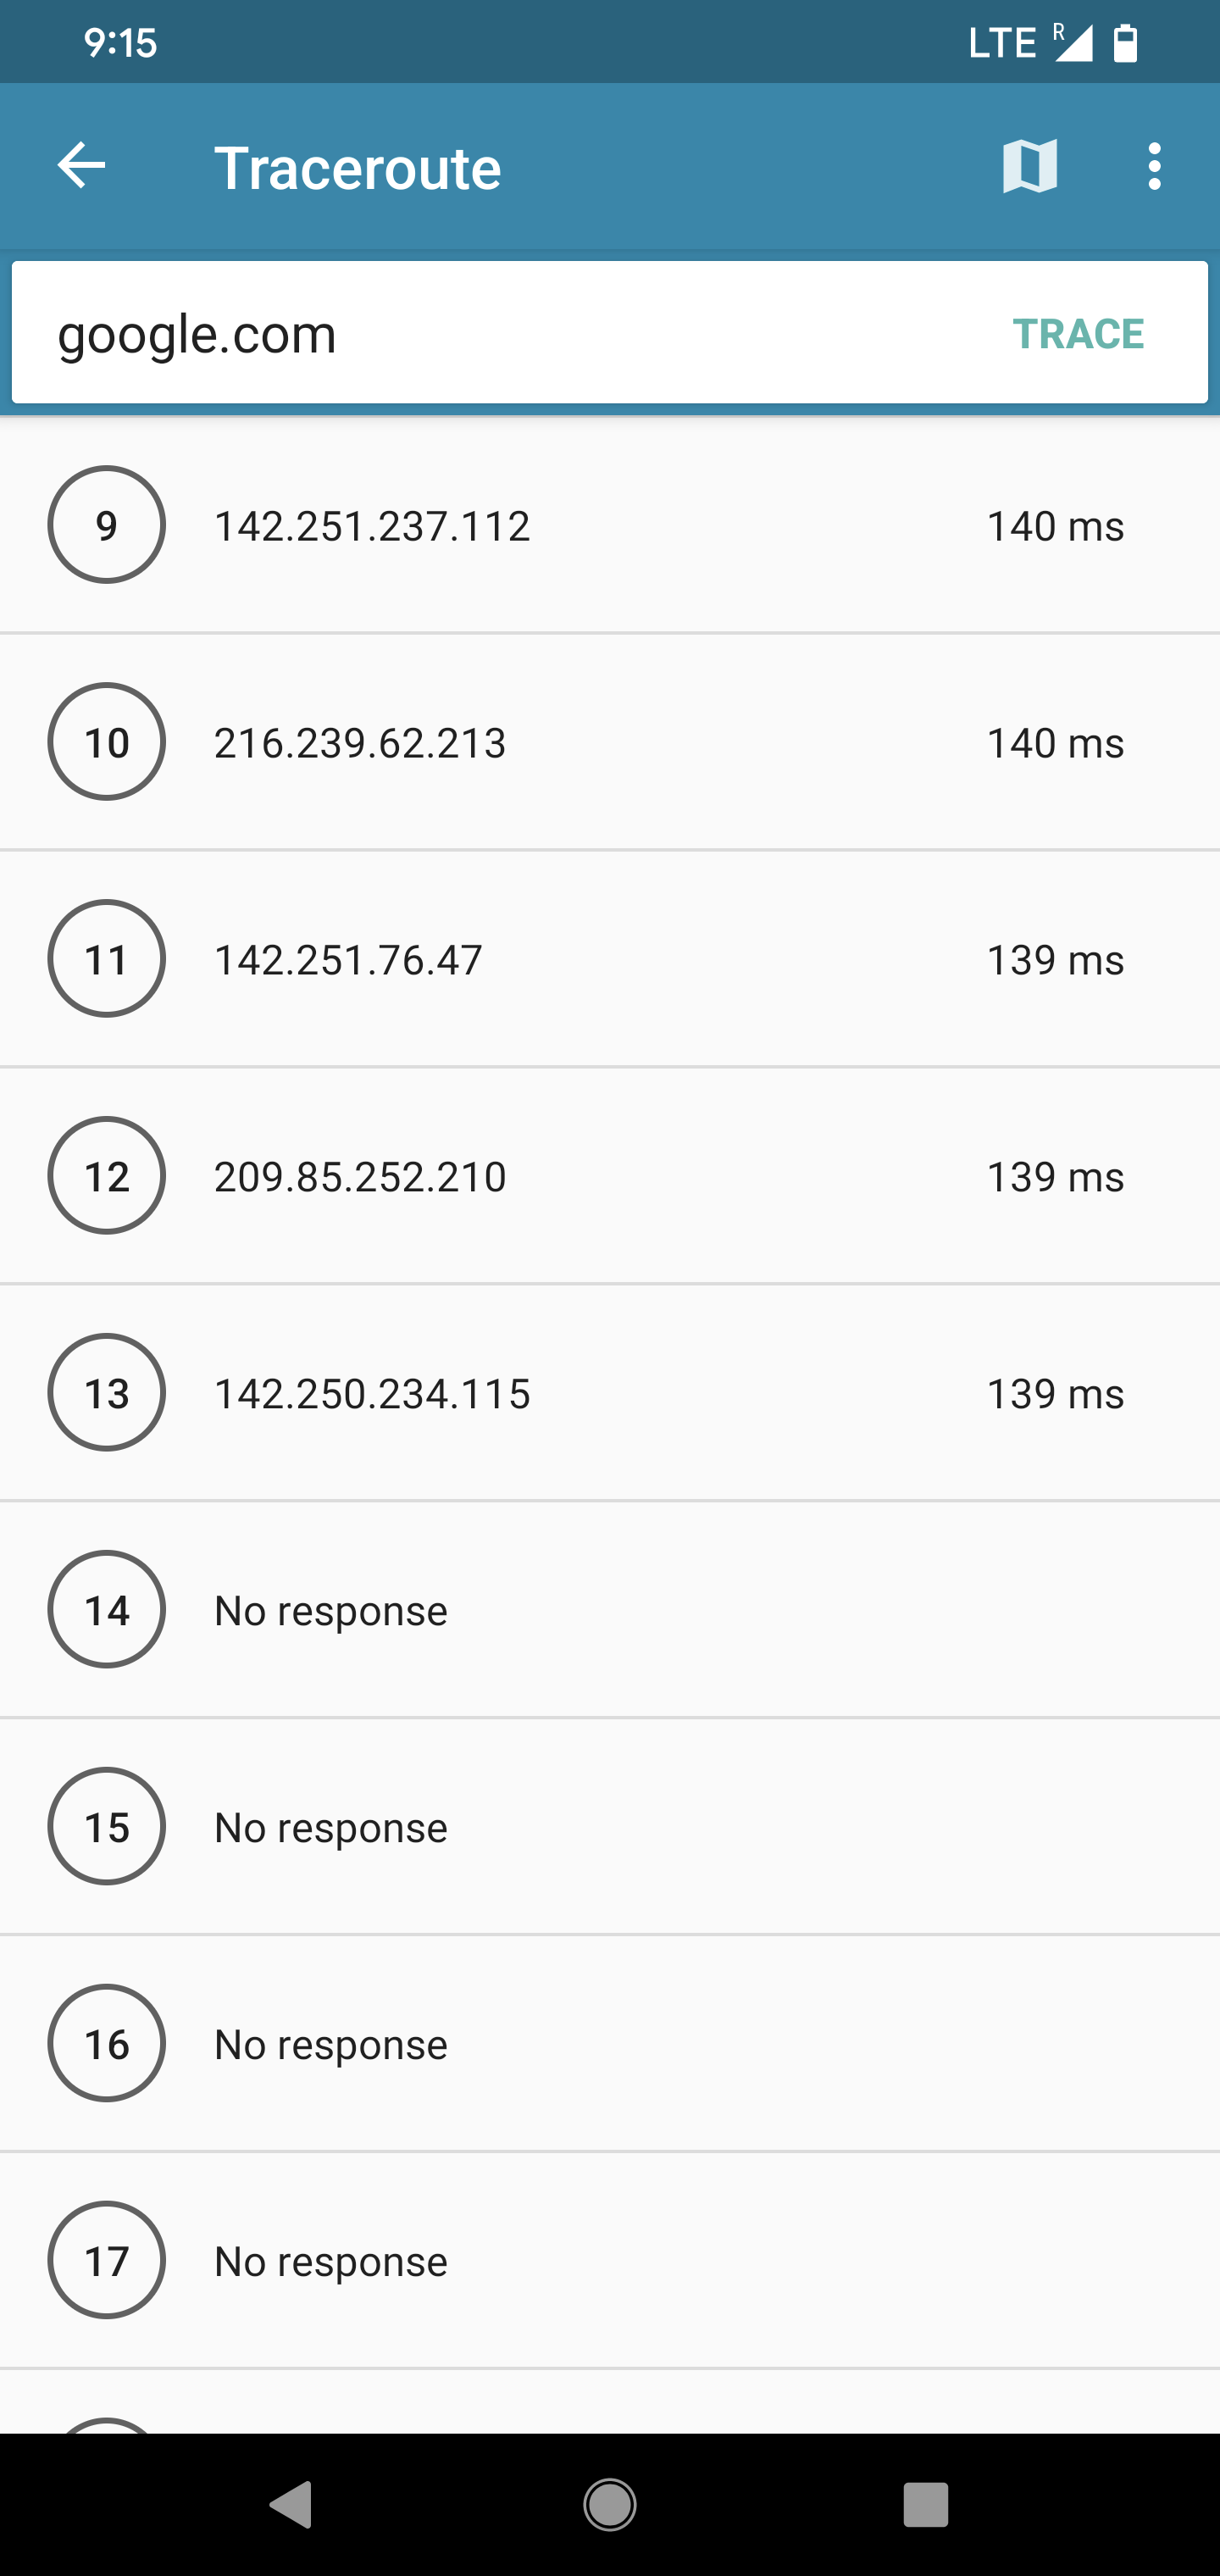 9:15 LTE R
Traceroute
google.com TRACE
9 142.251.237.112 140 ms
10 216.239.62.213 140 ms
11 142.251.76.47 139 ms
12 209.85.252.210 139 ms
13 142.250.234.115 139 ms
14 No response
15 No response
16 No response
17 No response